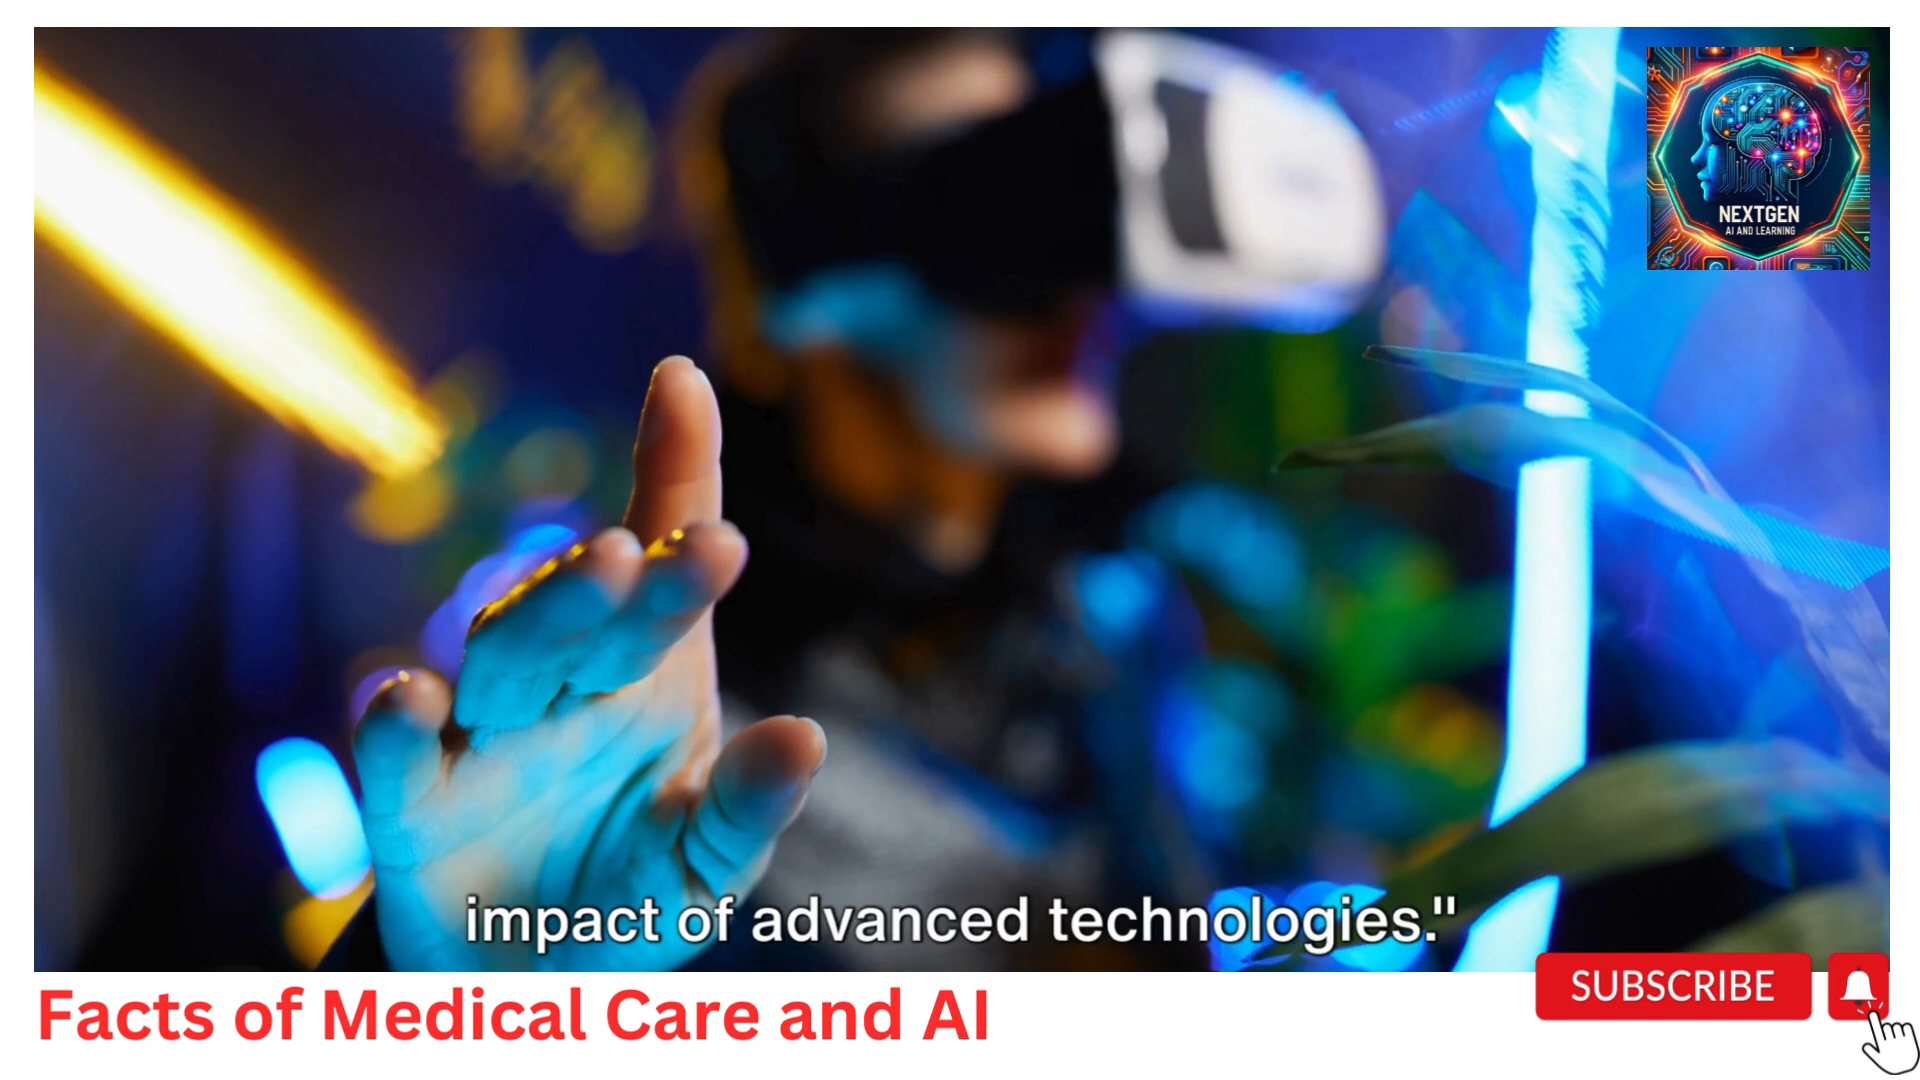 NEXTGEN
AI AND LEARNING
impact of advanced technologies."
SUBSCRIBE
Facts of Medical Care and AI